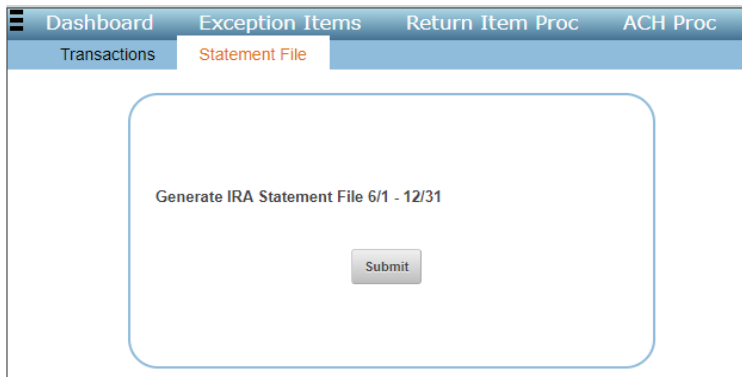 Dashboard Exception Items Return Item Proc ACH Proc
Transactions Statement File
Generate IRA Statement File 6/1 - 12/31
Submit